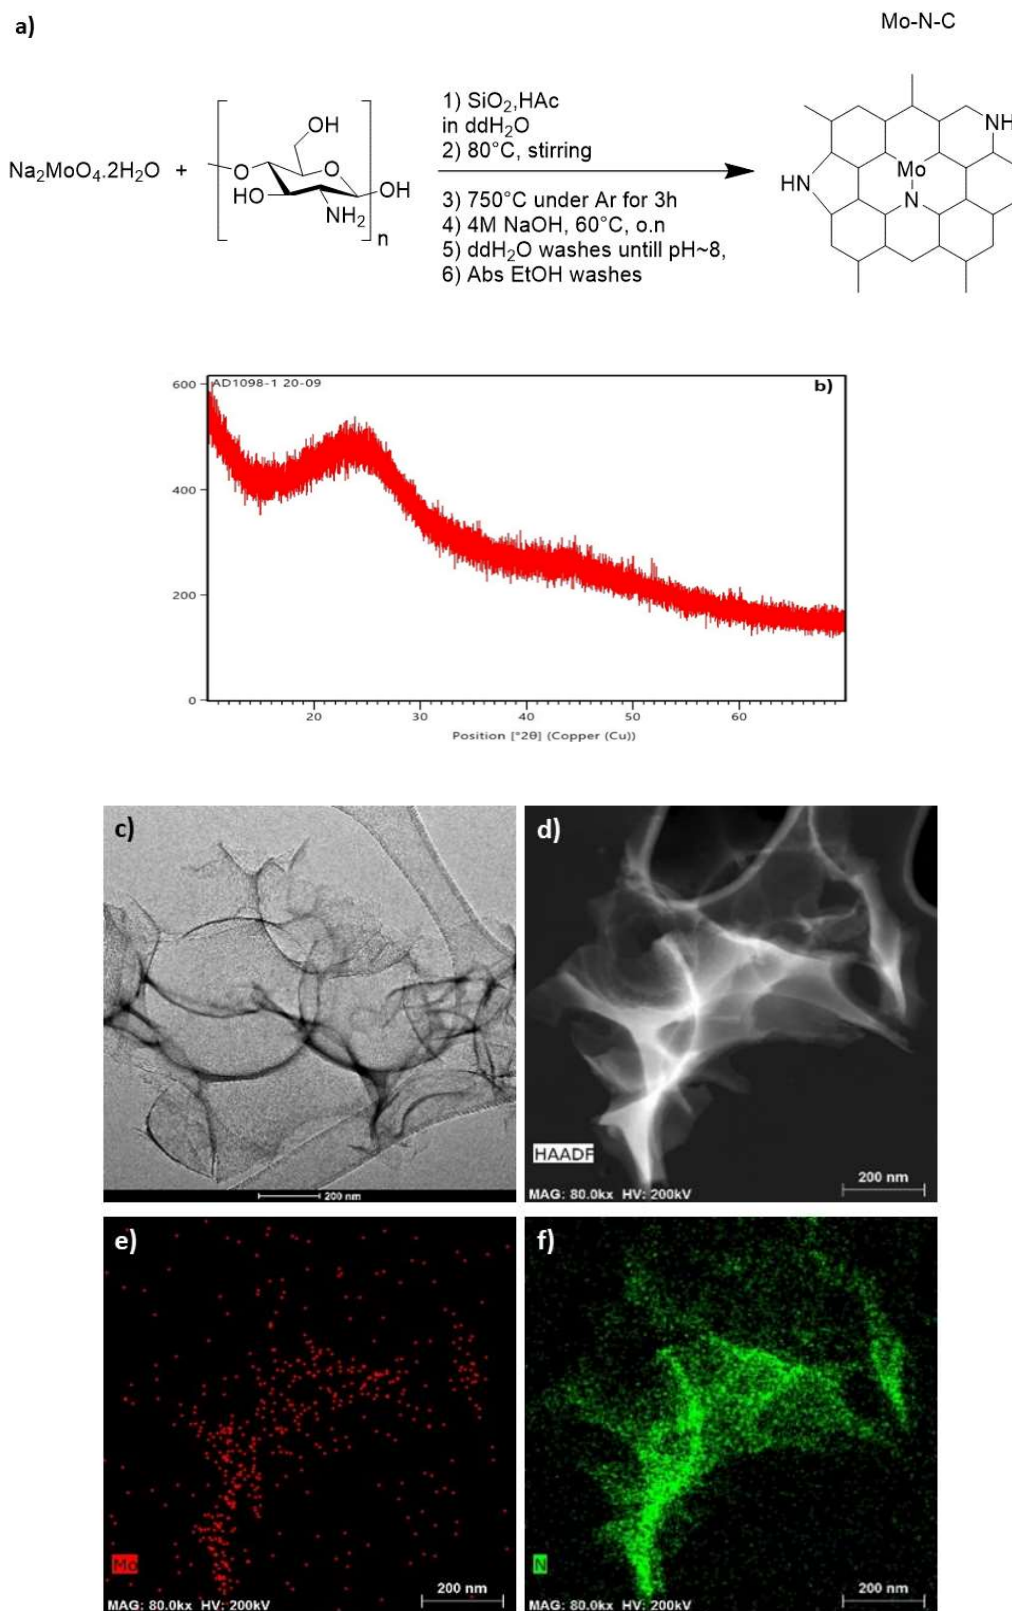 a)
Mo-N-C
Na2MoO4.2H2O +
OH
O
O
HO
NH2
OH
n
1) SiO2,HAc
in ddH2O
2) 80°C, stirring
3) 750°C under Ar for 3h
4) 4M NaOH, 60°C, o.n
5) ddH2O washes untill pH~8,
6) Abs EtOH washes
NH
HN
Mo
N
AD1098-1 20-09
b)
600
400
200
0
20 30 40 50 60
Position [°2θ] (Copper (Cu))
c)
200 nm
d)
HAADF
200 nm
MAG: 80.0kx HV: 200kV
e)
Mo
200 nm
MAG: 80.0kx HV: 200kV
f)
N
200 nm
MAG: 80.0kx HV: 200kV